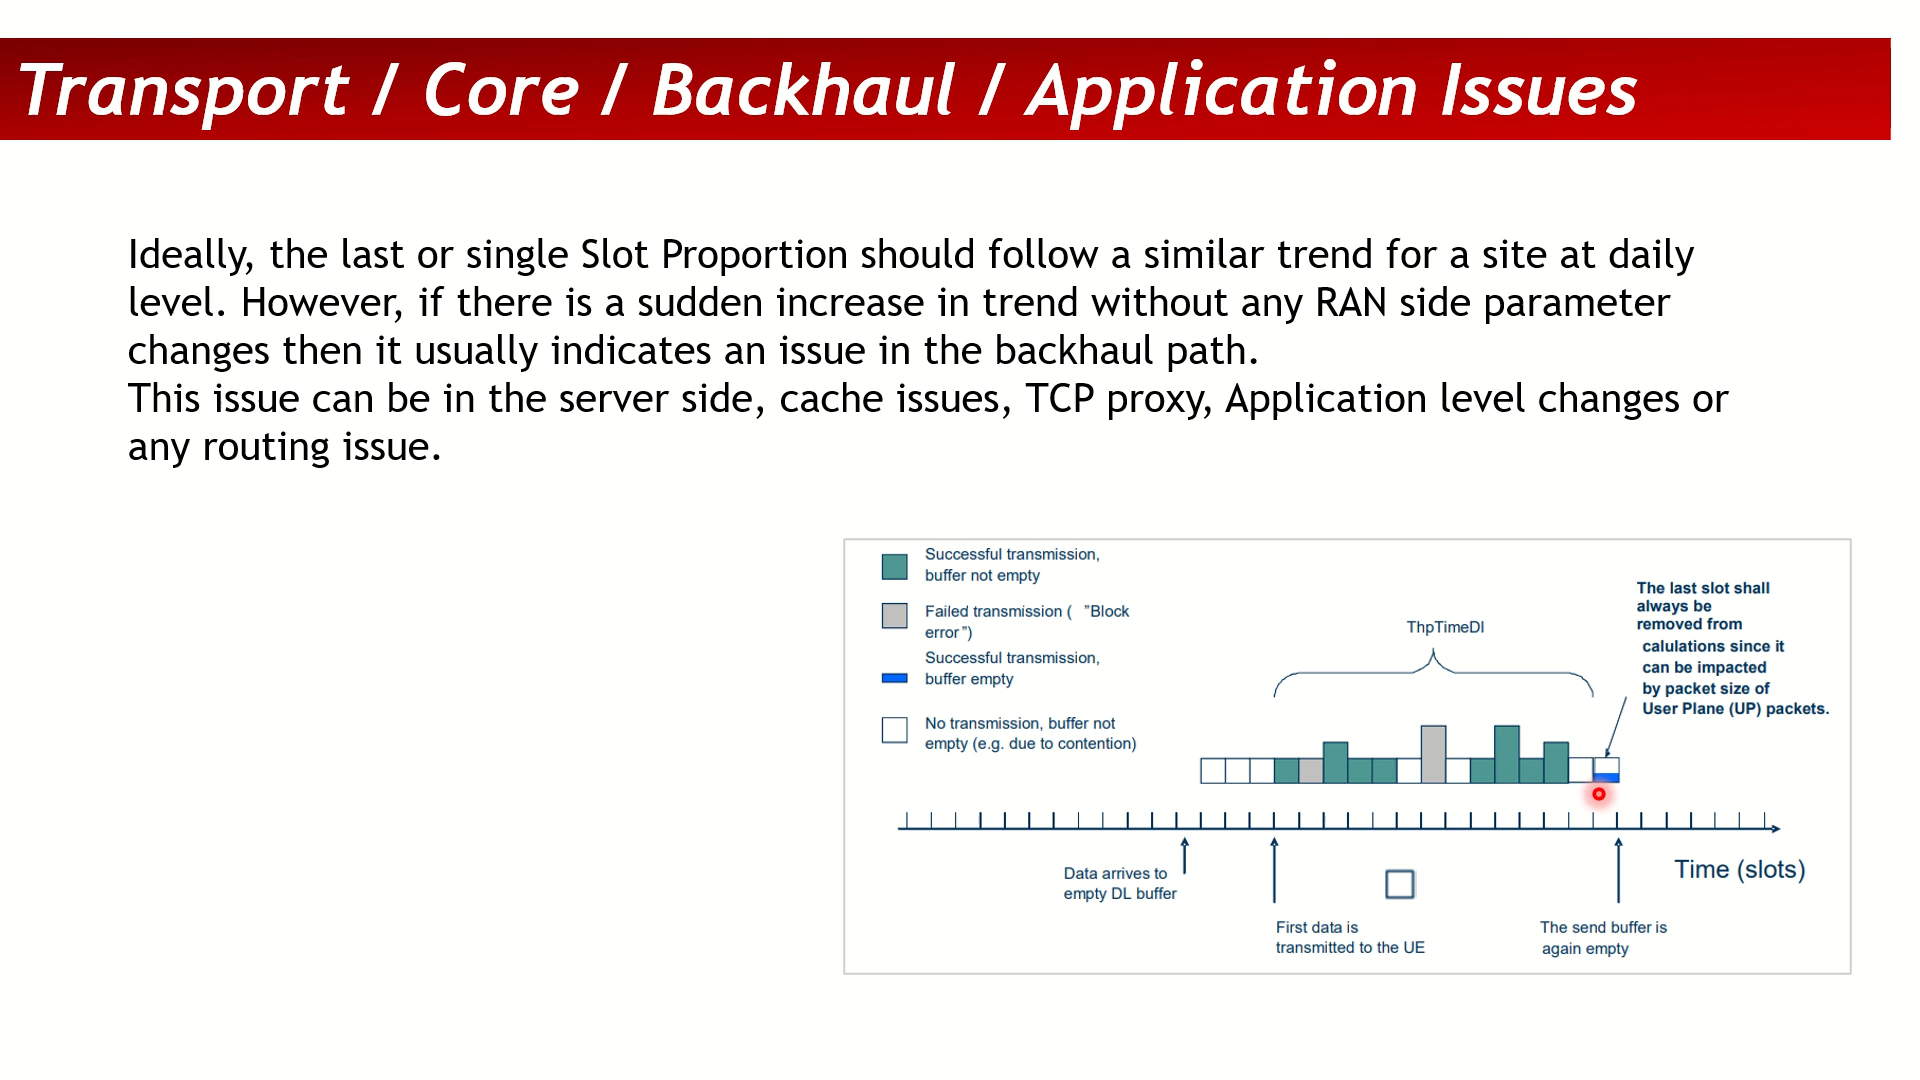 Transport / Core / Backhaul / Application Issues
Ideally, the last or single Slot Proportion should follow a similar trend for a site at daily
level. However, if there is a sudden increase in trend without any RAN side parameter
changes then it usually indicates an issue in the backhaul path.
This issue can be in the server side, cache issues, TCP proxy, Application level changes or
any routing issue.
Successful transmission,
buffer not empty
Failed transmission ( "Block
error")
Successful transmission,
buffer empty
No transmission, buffer not
empty (e.g. due to contention)
ThpTimeDl
The last slot shall
always be
removed from
calulations since it
can be impacted
by packet size of
User Plane (UP) packets.
Data arrives to
empty DL buffer
First data is
transmitted to the UE
The send buffer is
again empty
Time (slots)